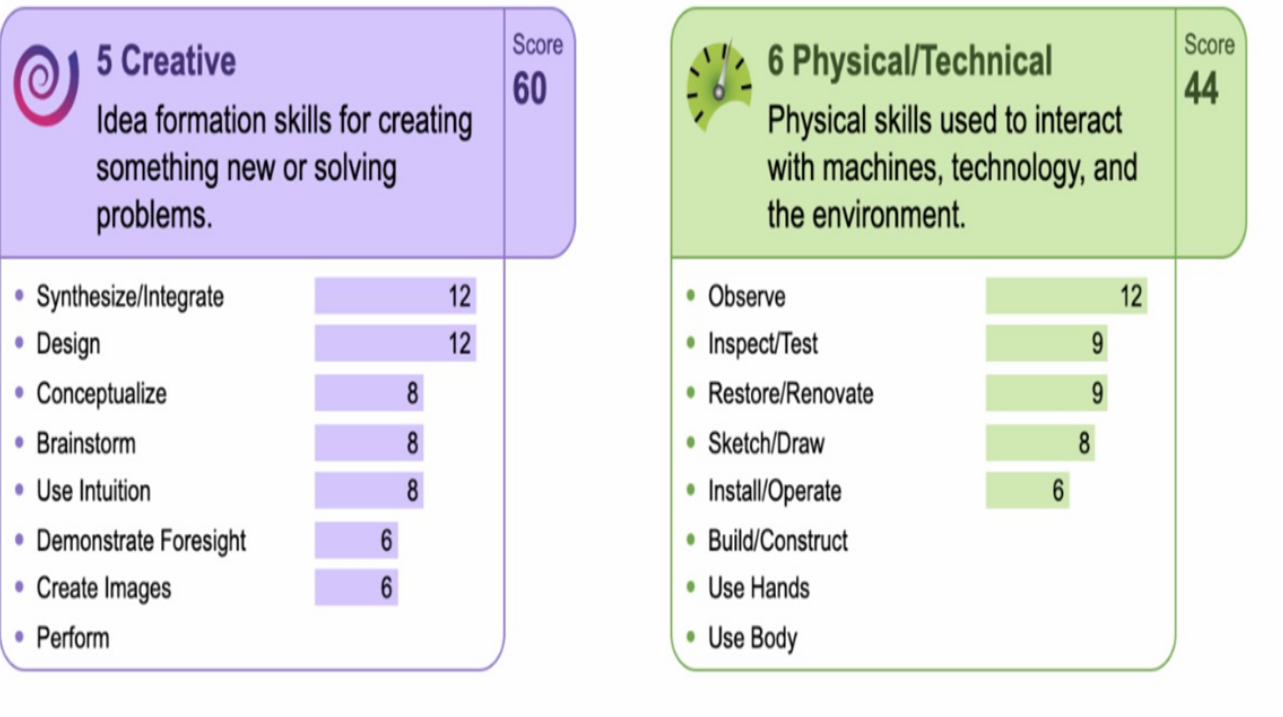 5 Creative
Score
60
Idea formation skills for creating
something new or solving
problems.
• Synthesize/Integrate 12
• Design 12
• Conceptualize 8
• Brainstorm 8
• Use Intuition 8
• Demonstrate Foresight 6
• Create Images 6
• Perform
6 Physical/Technical
Score
44
Physical skills used to interact
with machines, technology, and
the environment.
• Observe 12
• Inspect/Test 9
• Restore/Renovate 9
• Sketch/Draw 8
• Install/Operate 6
• Build/Construct
• Use Hands
• Use Body